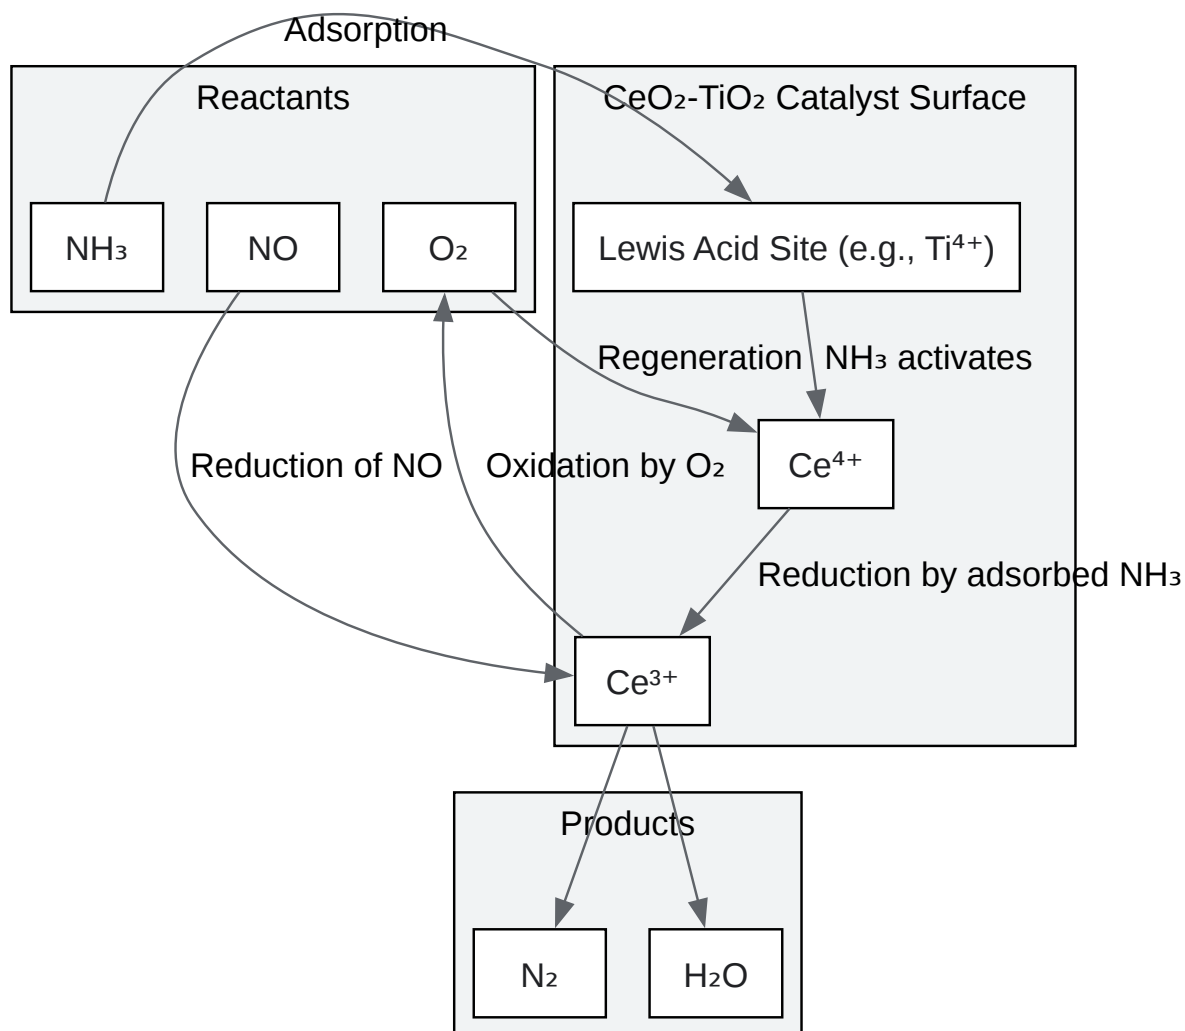 Adsorption
Reactants
CeO₂-TiO₂ Catalyst Surface
NH₃
NO
O₂
Lewis Acid Site (e.g., Ti⁴⁺)
Regeneration
NH₃ activates
Reduction of NO
Oxidation by O₂
Ce⁴⁺
Reduction by adsorbed NH₃
Ce³⁺
Products
N₂
H₂O